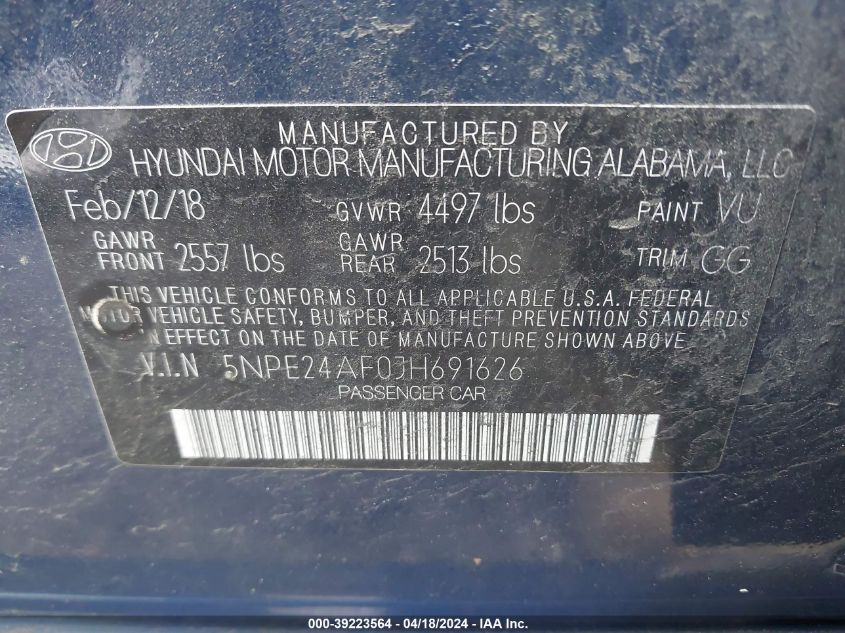 MANUFACTURED BY
HYUNDAI MOTOR MANUFACTURING ALABAMA, LLC
Feb/12/18 GVWR 4497 lbs PAINT VU
GAWR FRONT 2557 lbs GAWR REAR 2513 lbs TRIM GG
THIS VEHICLE CONFORMS TO ALL APPLICABLE U.S.A. FEDERAL
MOTOR VEHICLE SAFETY, BUMPER, AND THEFT PREVENTION STANDARDS
IN EFFECT ON THE DATE OF MANUFACTURE SHOWN ABOVE.
V.I.N 5NPE24AF0JH691626
PASSENGER CAR
000-39223564 / 04/18/2024 - IAA Inc.